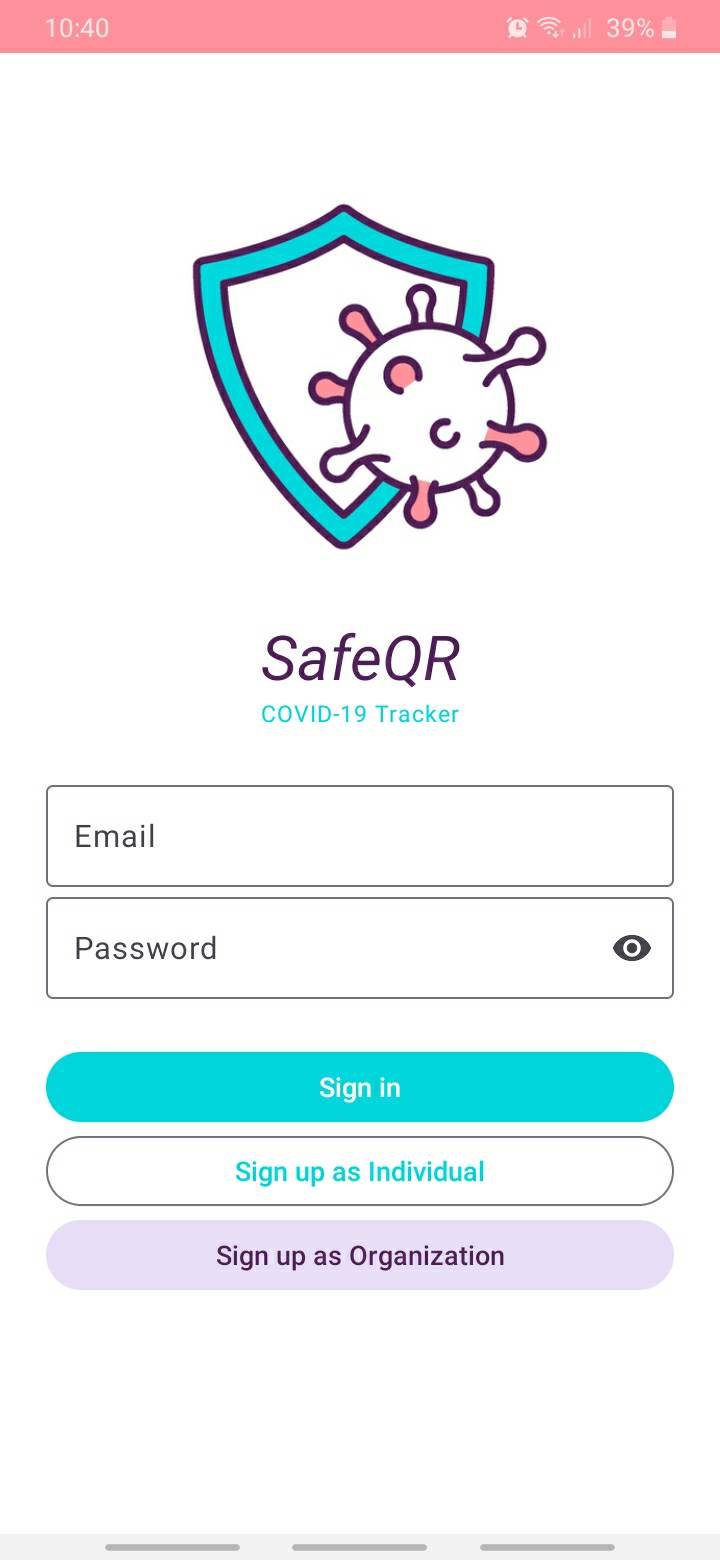 10:40 39%
SafeQR
COVID-19 Tracker
Email
Password
Sign in
Sign up as Individual
Sign up as Organization